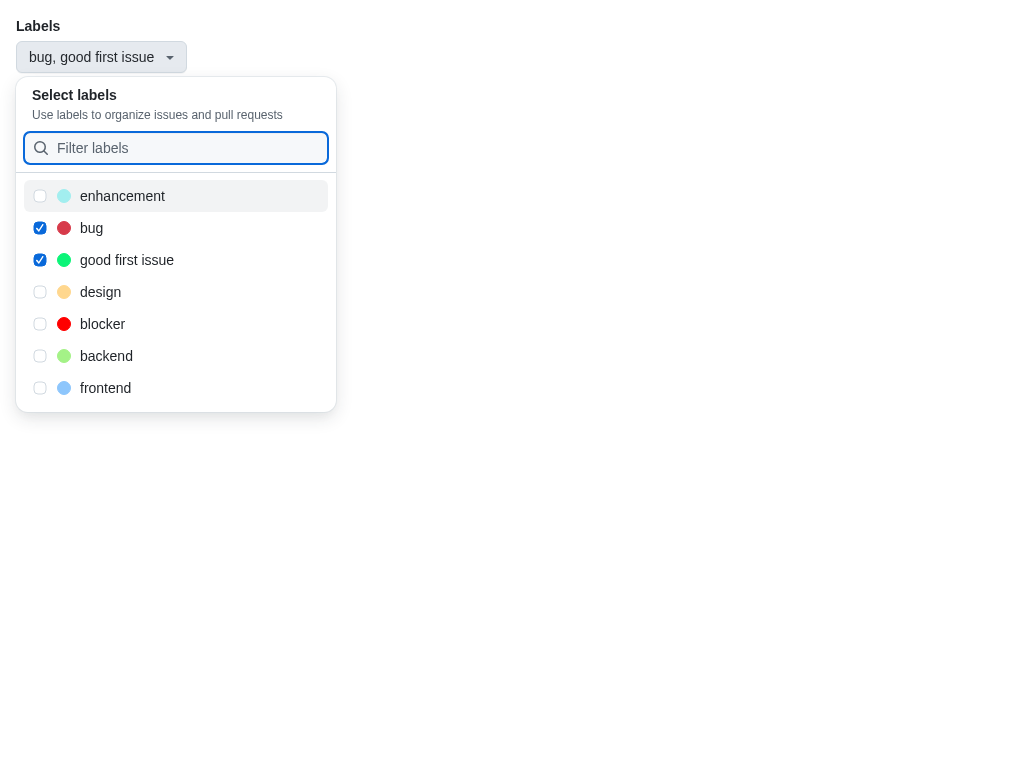 Labels
bug, good first issue
Select labels
Use labels to organize issues and pull requests
Filter labels
enhancement
bug
good first issue
design
blocker
backend
frontend